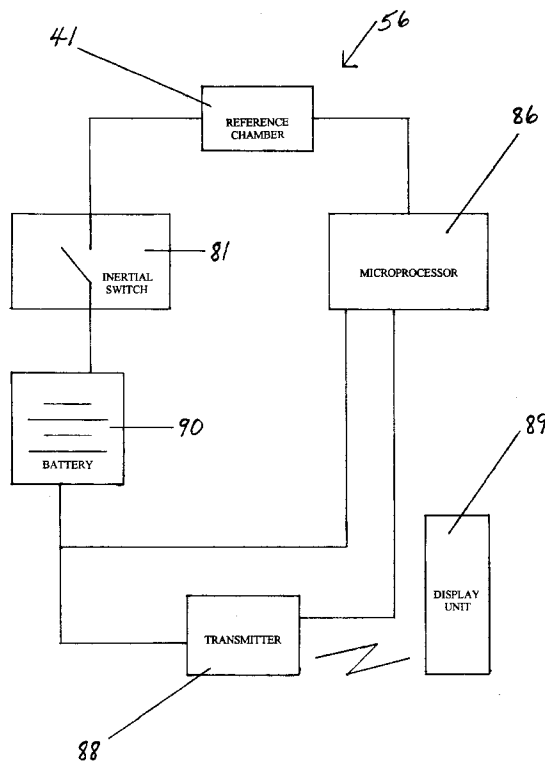 56
41
REFERENCE
CHAMBER
86
INERTIAL
SWITCH
81
MICROPROCESSOR
BATTERY
90
89
DISPLAY
UNIT
TRANSMITTER
88